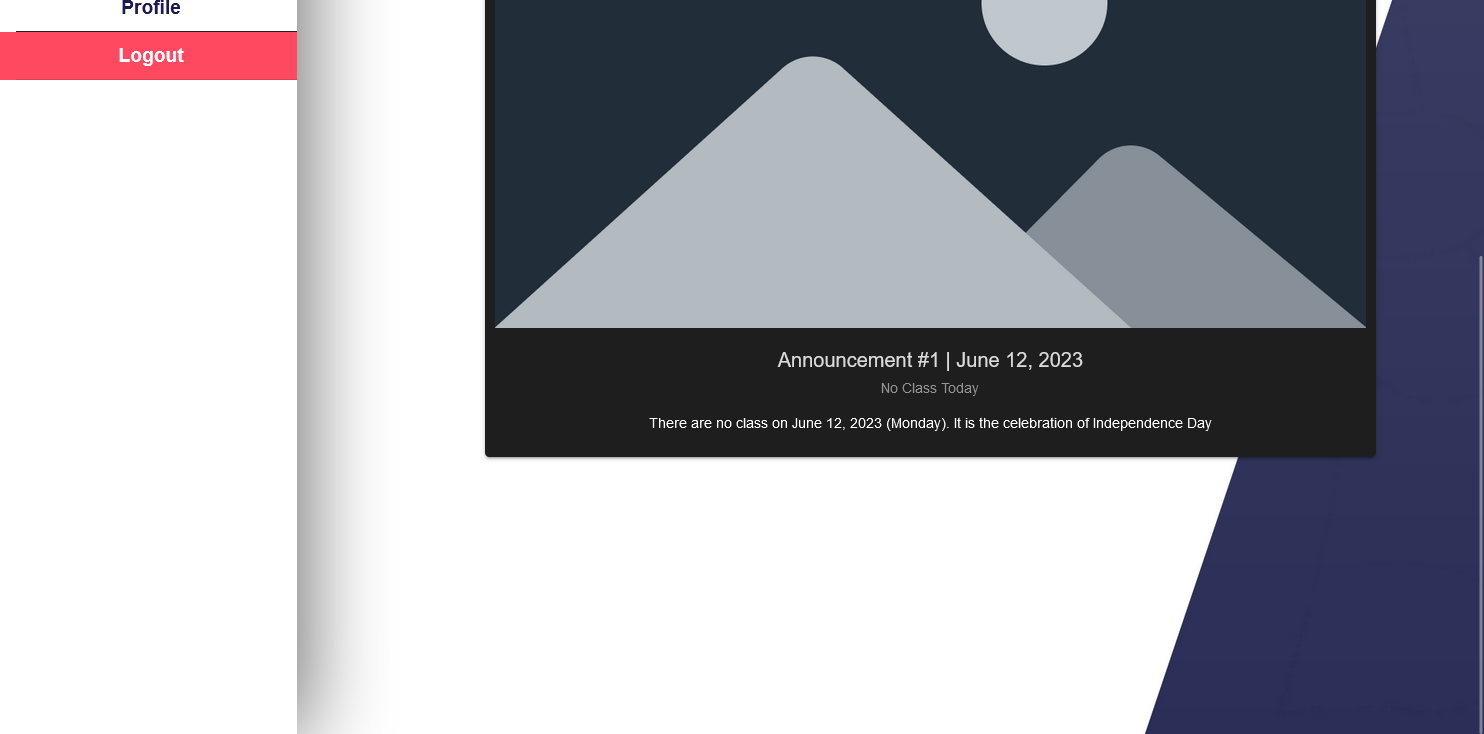 Profile
Logout
Announcement #1 | June 12, 2023
No Class Today
There are no class on June 12, 2023 (Monday). It is the celebration of Independence Day